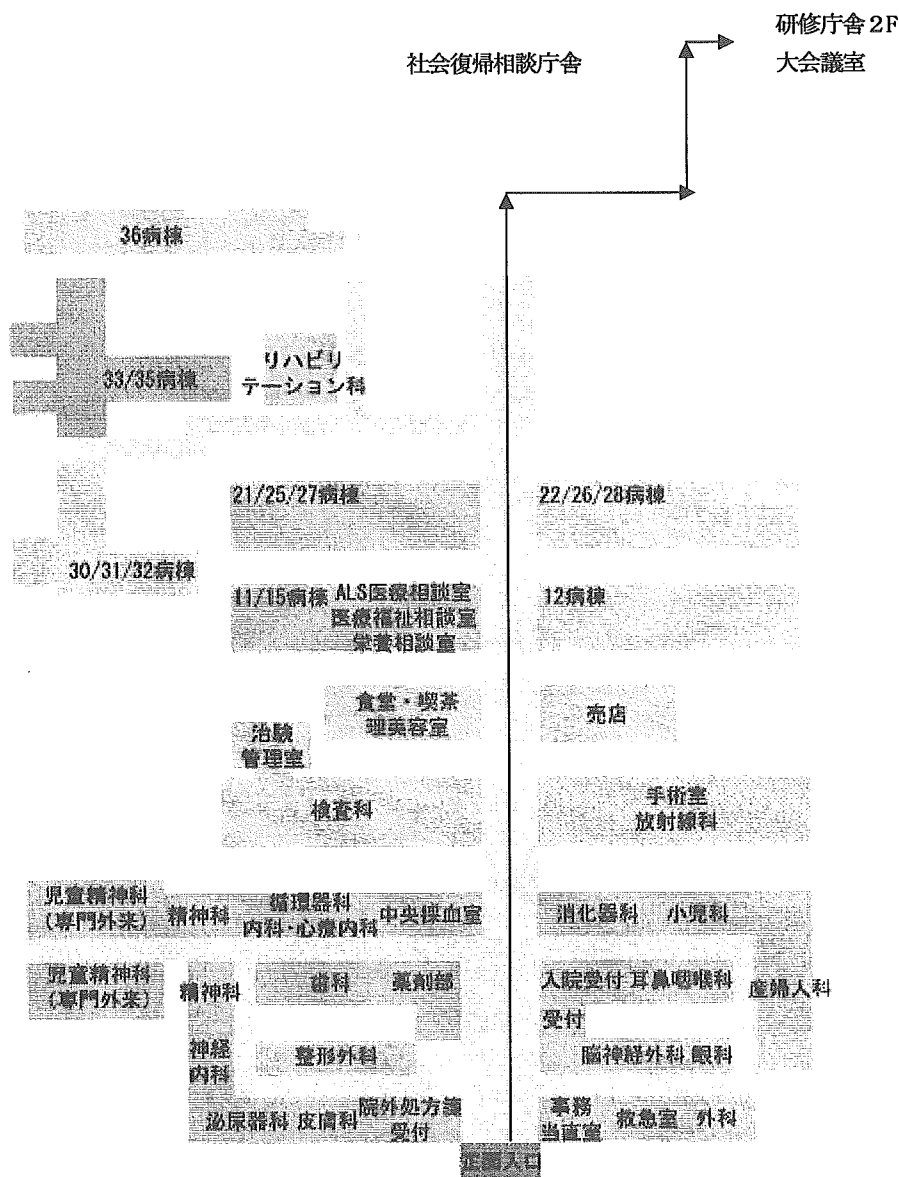 研修庁舎2F
社会復帰相談庁舎
大会議室
36病棟
33/35病棟
リハビリ
テーション科
21/25/27病棟
22/26/28病棟
30/31/32病棟
11/15病棟
ALS医療相談室
医療福祉相談室
栄養相談室
12病棟
食堂・喫茶
理美容室
売店
治験
管理室
検査科
手術室
放射線科
児童精神科
(専門外来)
精神科
循環器科
内科・心療内科
中央採血室
消化器科
小児科
児童精神科
(専門外来)
精神科
歯科
薬剤部
入院受付
耳鼻咽喉科
産婦人科
受付
神経
内科
整形外科
脳神経外科
眼科
泌尿器科
皮膚科
院外処方箋
受付
事務
当直室
救急室
外科
正面入口